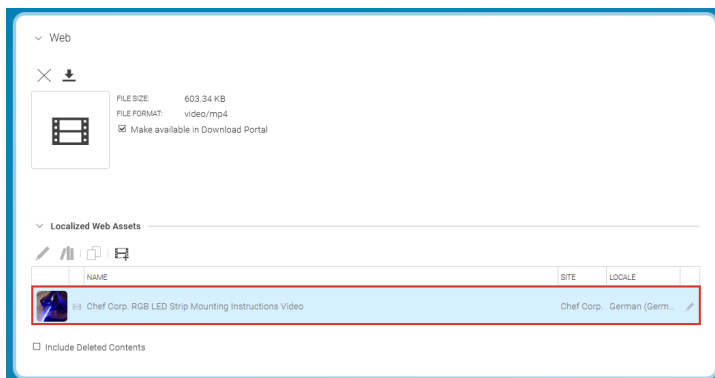 Web
FILE SIZE: 603.34 KB
FILE FORMAT: video/mp4
Make available in Download Portal
Localized Web Assets
NAME SITE LOCALE
Chef Corp. RGB LED Strip Mounting Instructions Video Chef Corp. German (Germ...
Include Deleted Contents